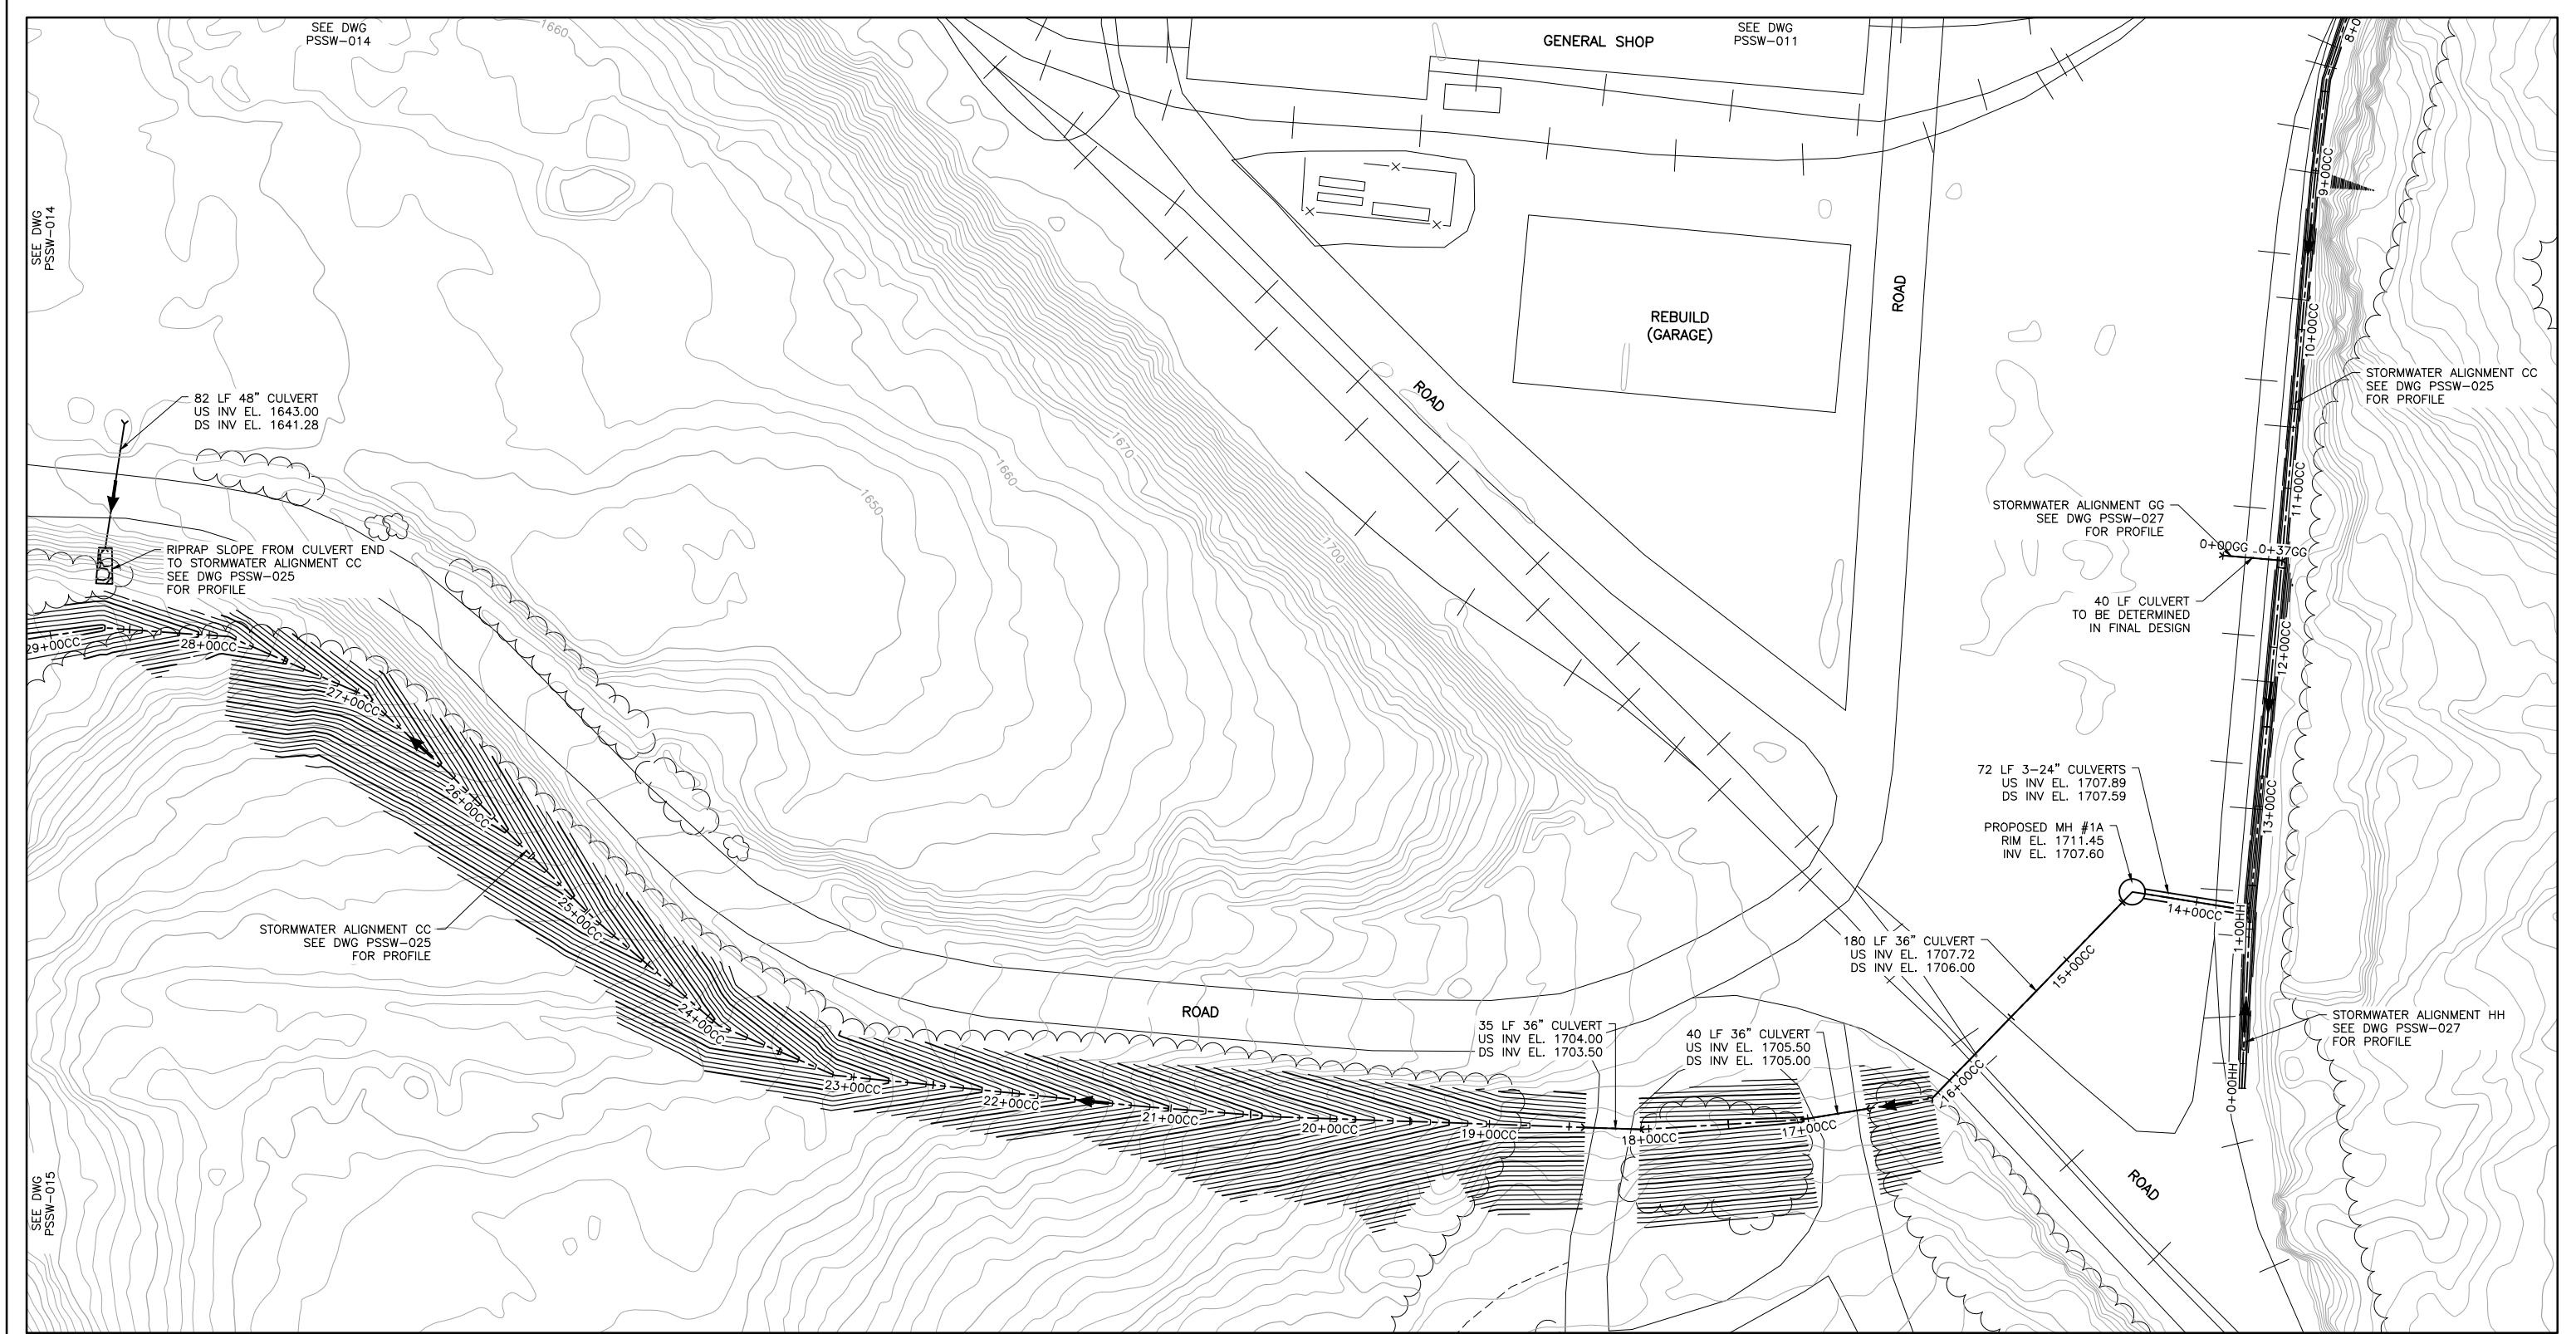 SEE DWG
PSSW-014
1660
GENERAL SHOP
SEE DWG
PSSW-011
8+0
SEE DWG
PSSW-014
9+00CC
REBUILD
(GARAGE)
ROAD
ROAD
10+00CC
STORMWATER ALIGNMENT CC
SEE DWG PSSW-025
FOR PROFILE
82 LF 48" CULVERT
US INV EL. 1643.00
DS INV EL. 1641.28
1670
1660
1650
1700
11+00CC
STORMWATER ALIGNMENT GG
SEE DWG PSSW-027
FOR PROFILE
0+00GG
0+37GG
RIPRAP SLOPE FROM CULVERT END
TO STORMWATER ALIGNMENT CC
SEE DWG PSSW-025
FOR PROFILE
40 LF CULVERT
TO BE DETERMINED
IN FINAL DESIGN
12+00CC
29+00CC
28+00CC
27+00CC
26+00CC
25+00CC
24+00CC
STORMWATER ALIGNMENT CC
SEE DWG PSSW-025
FOR PROFILE
72 LF 3-24" CULVERTS
US INV EL. 1707.89
DS INV EL. 1707.59
13+00CC
PROPOSED MH #1A
RIM EL. 1711.45
INV EL. 1707.60
14+00CC
1+00HH
180 LF 36" CULVERT
US INV EL. 1707.72
DS INV EL. 1706.00
15+00CC
ROAD
35 LF 36" CULVERT
US INV EL. 1704.00
DS INV EL. 1703.50
40 LF 36" CULVERT
US INV EL. 1705.50
DS INV EL. 1705.00
STORMWATER ALIGNMENT HH
SEE DWG PSSW-027
FOR PROFILE
0+00HH
16+00CC
23+00CC
22+00CC
21+00CC
20+00CC
19+00CC
18+00CC
17+00CC
SEE DWG
PSSW-015
ROAD